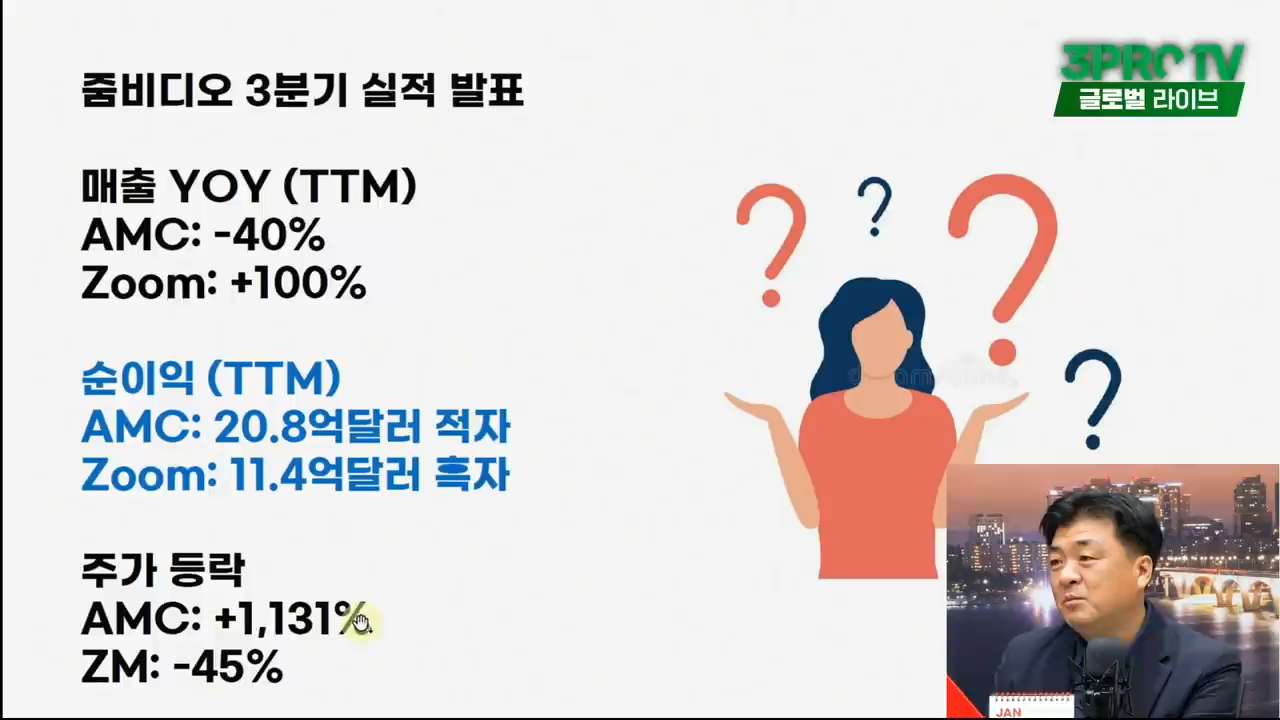 줌비디오 3분기 실적 발표
3PRO TV
글로벌 라이브
매출 YOY (TTM)
AMC: -40%
Zoom: +100%
순이익 (TTM)
AMC: 20.8억달러 적자
Zoom: 11.4억달러 흑자
주가 등락
AMC: +1,131%
ZM: -45%
? ? ? ?
JAN